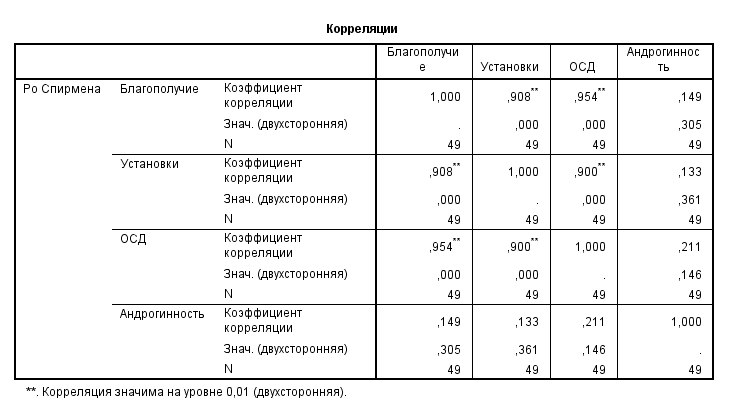 Корреляции
Благополучи
е Установки ОСД Андрогиннос
ть
Ро Спирмена Благополучие Коэффициент
корреляции 1,000 ,908** ,954** ,149
Знач. (двухсторонняя) . ,000 ,000 ,305
N 49 49 49 49
Установки Коэффициент
корреляции ,908** 1,000 ,900** ,133
Знач. (двухсторонняя) ,000 . ,000 ,361
N 49 49 49 49
ОСД Коэффициент
корреляции ,954** ,900** 1,000 ,211
Знач. (двухсторонняя) ,000 ,000 . ,146
N 49 49 49 49
Андрогинность Коэффициент
корреляции ,149 ,133 ,211 1,000
Знач. (двухсторонняя) ,305 ,361 ,146 .
N 49 49 49 49
**. Корреляция значима на уровне 0,01 (двухсторонняя).